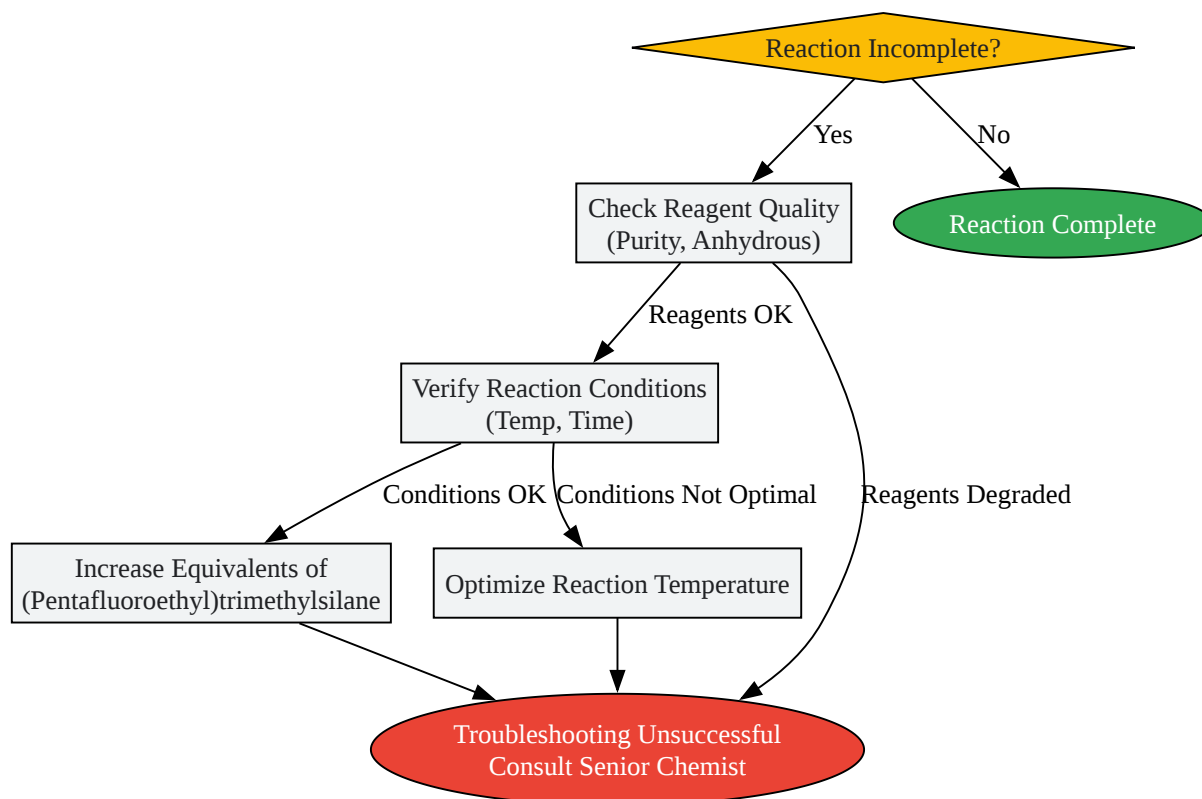 Reaction Incomplete?
Yes
No
Check Reagent Quality
(Purity, Anhydrous)
Reaction Complete
Reagents OK
Verify Reaction Conditions
(Temp, Time)
Conditions OK
Conditions Not Optimal
Reagents Degraded
Increase Equivalents of
(Pentafluoroethyl)trimethylsilane
Optimize Reaction Temperature
Troubleshooting Unsuccessful
Consult Senior Chemist